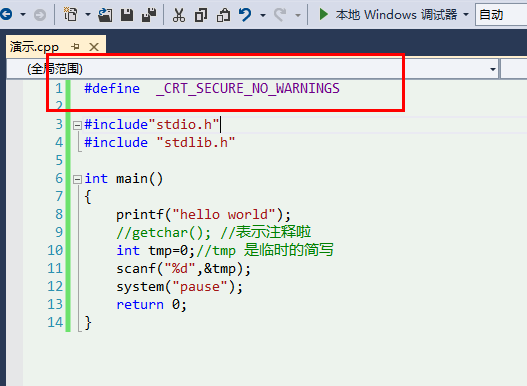 本地 Windows 调试器 自动
演示.cpp
(全局范围)
1 #define _CRT_SECURE_NO_WARNINGS
2
3 #include"stdio.h"
4 #include "stdlib.h"
5
6 int main()
7 {
8 printf("hello world");
9 //getchar(); //表示注释啦
10 int tmp=0;//tmp 是临时的简写
11 scanf("%d",&tmp);
12 system("pause");
13 return 0;
14 }